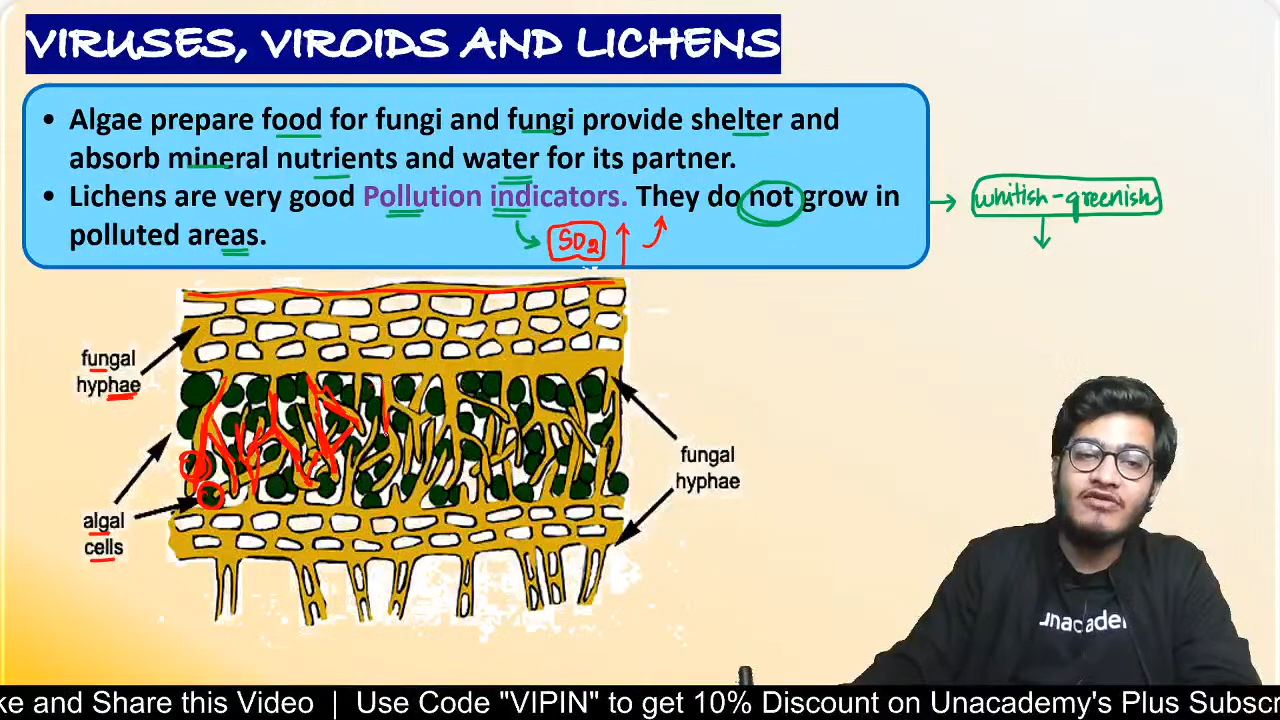 VIRUSES, VIROIDS AND LICHENS
• Algae prepare food for fungi and fungi provide shelter and
absorb mineral nutrients and water for its partner.
• Lichens are very good Pollution indicators. They do not grow in
polluted areas.
SO2
whitish-greenish
fungal
hyphae
algal
cells
fungal
hyphae
unacadem
ke and Share this Video | Use Code "VIPIN" to get 10% Discount on Unacademy's Plus Subscr